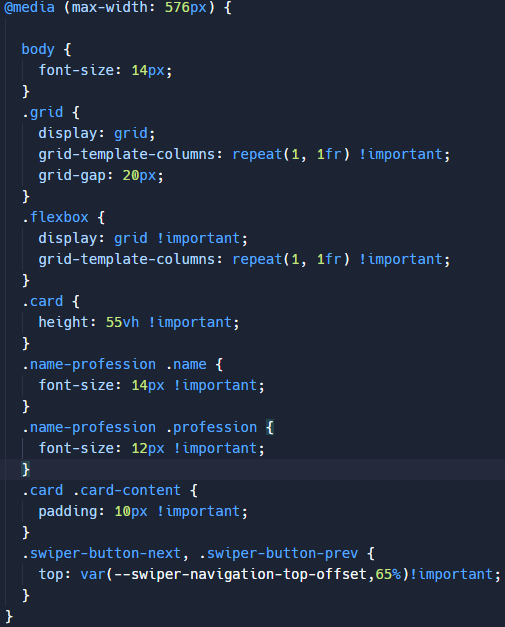 @media (max-width: 576px) {
body {
font-size: 14px;
}
.grid {
display: grid;
grid-template-columns: repeat(1, 1fr) !important;
grid-gap: 20px;
}
.flexbox {
display: grid !important;
grid-template-columns: repeat(1, 1fr) !important;
}
.card {
height: 55vh !important;
}
.name-profession .name {
font-size: 14px !important;
}
.name-profession .profession {
font-size: 12px !important;
}
.card .card-content {
padding: 10px !important;
}
.swiper-button-next, .swiper-button-prev {
top: var(--swiper-navigation-top-offset,65%)!important;
}
}